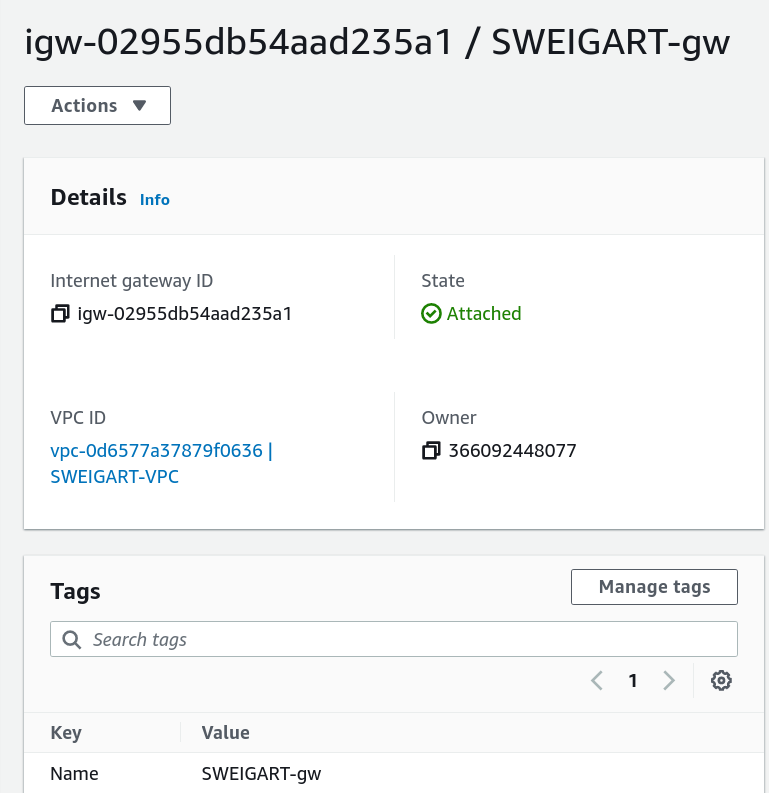 igw-02955db54aad235a1 / SWEIGART-gw
Actions
Details Info
Internet gateway ID
igw-02955db54aad235a1
State
Attached
VPC ID
vpc-0d6577a37879f0636 |
SWEIGART-VPC
Owner
366092448077
Tags
Manage tags
Search tags
1
Key Value
Name SWEIGART-gw